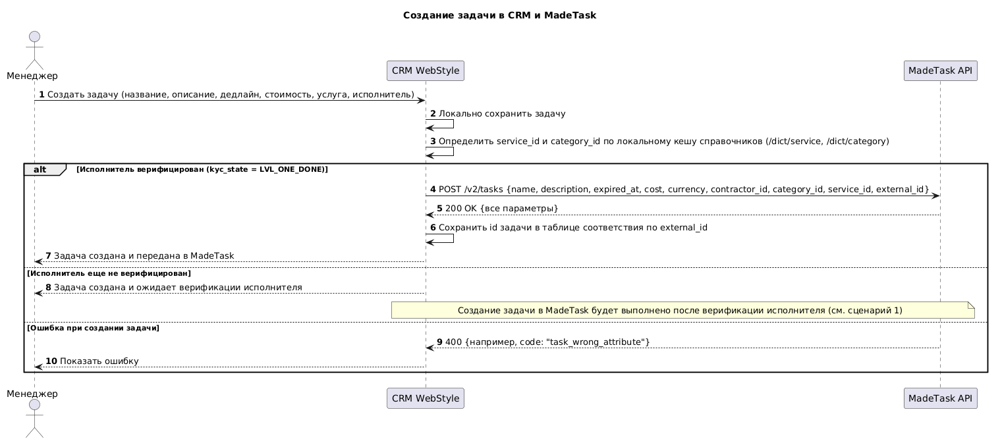 Создание задачи в CRM и MadeTask
Менеджер
CRM WebStyle
MadeTask API
1 Создать задачу (название, описание, дедлайн, стоимость, услуга, исполнитель)
2 Локально сохранить задачу
3 Определить service_id и category_id по локальному кешу справочников (/dict/service, /dict/category)
alt [Исполнитель верифицирован (kyc_state = LVL_ONE_DONE)]
4 POST /v2/tasks {name, description, expired_at, cost, currency, contractor_id, category_id, service_id, external_id}
5 200 OK {все параметры}
6 Сохранить id задачи в таблице соответствия по external_id
7 Задача создана и передана в MadeTask
[Исполнитель еще не верифицирован]
8 Задача создана и ожидает верификации исполнителя
Создание задачи в MadeTask будет выполнено после верификации исполнителя (см. сценарий 1)
[Ошибка при создании задачи]
9 400 {например, code: "task_wrong_attribute"}
10 Показать ошибку
Менеджер
CRM WebStyle
MadeTask API